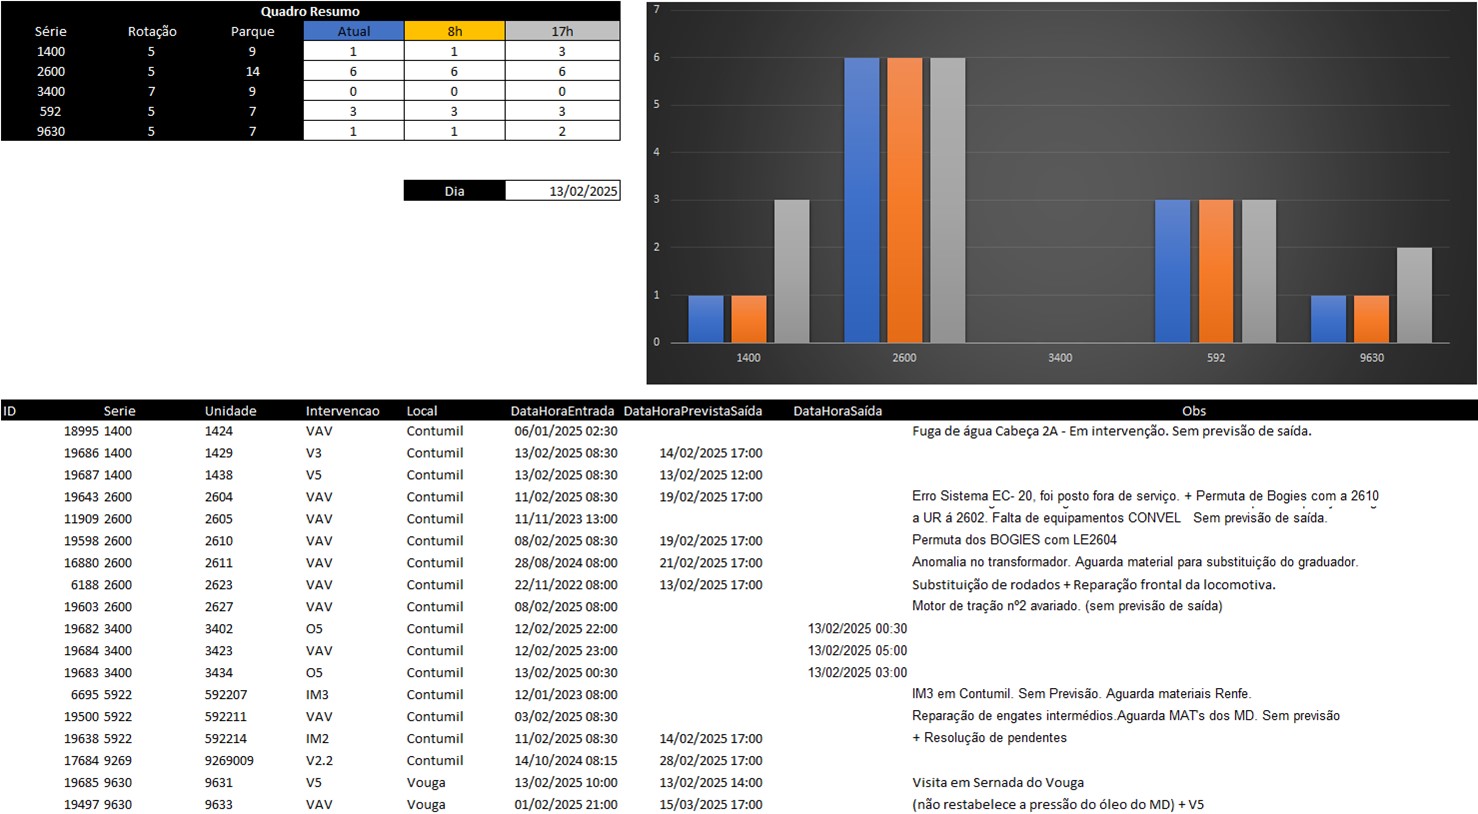 Quadro Resumo
Série Rotação Parque Atual 8h 17h
1400 5 9 1 1 3
2600 5 14 6 6 6
3400 7 9 0 0 0
592 5 7 3 3 3
9630 5 7 1 1 2
Dia 13/02/2025
7
6
5
4
3
2
1
0
1400 2600 3400 592 9630
ID Serie Unidade Intervencao Local DataHoraEntrada DataHoraPrevistaSaída DataHoraSaída Obs
18995 1400 1424 VAV Contumil 06/01/2025 02:30 Fuga de água Cabeça 2A - Em intervenção. Sem previsão de saída.
19686 1400 1429 V3 Contumil 13/02/2025 08:30 14/02/2025 17:00
19687 1400 1438 V5 Contumil 13/02/2025 08:30 13/02/2025 12:00
19643 2600 2604 VAV Contumil 11/02/2025 08:30 19/02/2025 17:00 Erro Sistema EC- 20, foi posto fora de serviço. + Permuta de Bogies com a 2610
11909 2600 2605 VAV Contumil 11/11/2023 13:00 a UR á 2602. Falta de equipamentos CONVEL Sem previsão de saída.
19598 2600 2610 VAV Contumil 08/02/2025 08:30 19/02/2025 17:00 Permuta dos BOGIES com LE2604
16880 2600 2611 VAV Contumil 28/08/2024 08:00 21/02/2025 17:00 Anomalia no transformador. Aguarda material para substituição do graduador.
6188 2600 2623 VAV Contumil 22/11/2022 08:00 13/02/2025 17:00 Substituição de rodados + Reparação frontal da locomotiva.
19603 2600 2627 VAV Contumil 08/02/2025 08:00 Motor de tração nº2 avariado. (sem previsão de saída)
19682 3400 3402 O5 Contumil 12/02/2025 22:00 13/02/2025 00:30
19684 3400 3423 VAV Contumil 12/02/2025 23:00 13/02/2025 05:00
19683 3400 3434 O5 Contumil 13/02/2025 00:30 13/02/2025 03:00
6695 5922 592207 IM3 Contumil 12/01/2023 08:00 IM3 em Contumil. Sem Previsão. Aguarda materiais Renfe.
19500 5922 592211 VAV Contumil 03/02/2025 08:30 Reparação de engates intermédios.Aguarda MAT's dos MD. Sem previsão
19638 5922 592214 IM2 Contumil 11/02/2025 08:30 14/02/2025 17:00 + Resolução de pendentes
17684 9269 9269009 V2.2 Contumil 14/10/2024 08:15 28/02/2025 17:00
19685 9630 9631 V5 Vouga 13/02/2025 10:00 13/02/2025 14:00 Visita em Sernada do Vouga
19497 9630 9633 VAV Vouga 01/02/2025 21:00 15/03/2025 17:00 (não restabelece a pressão do óleo do MD) + V5